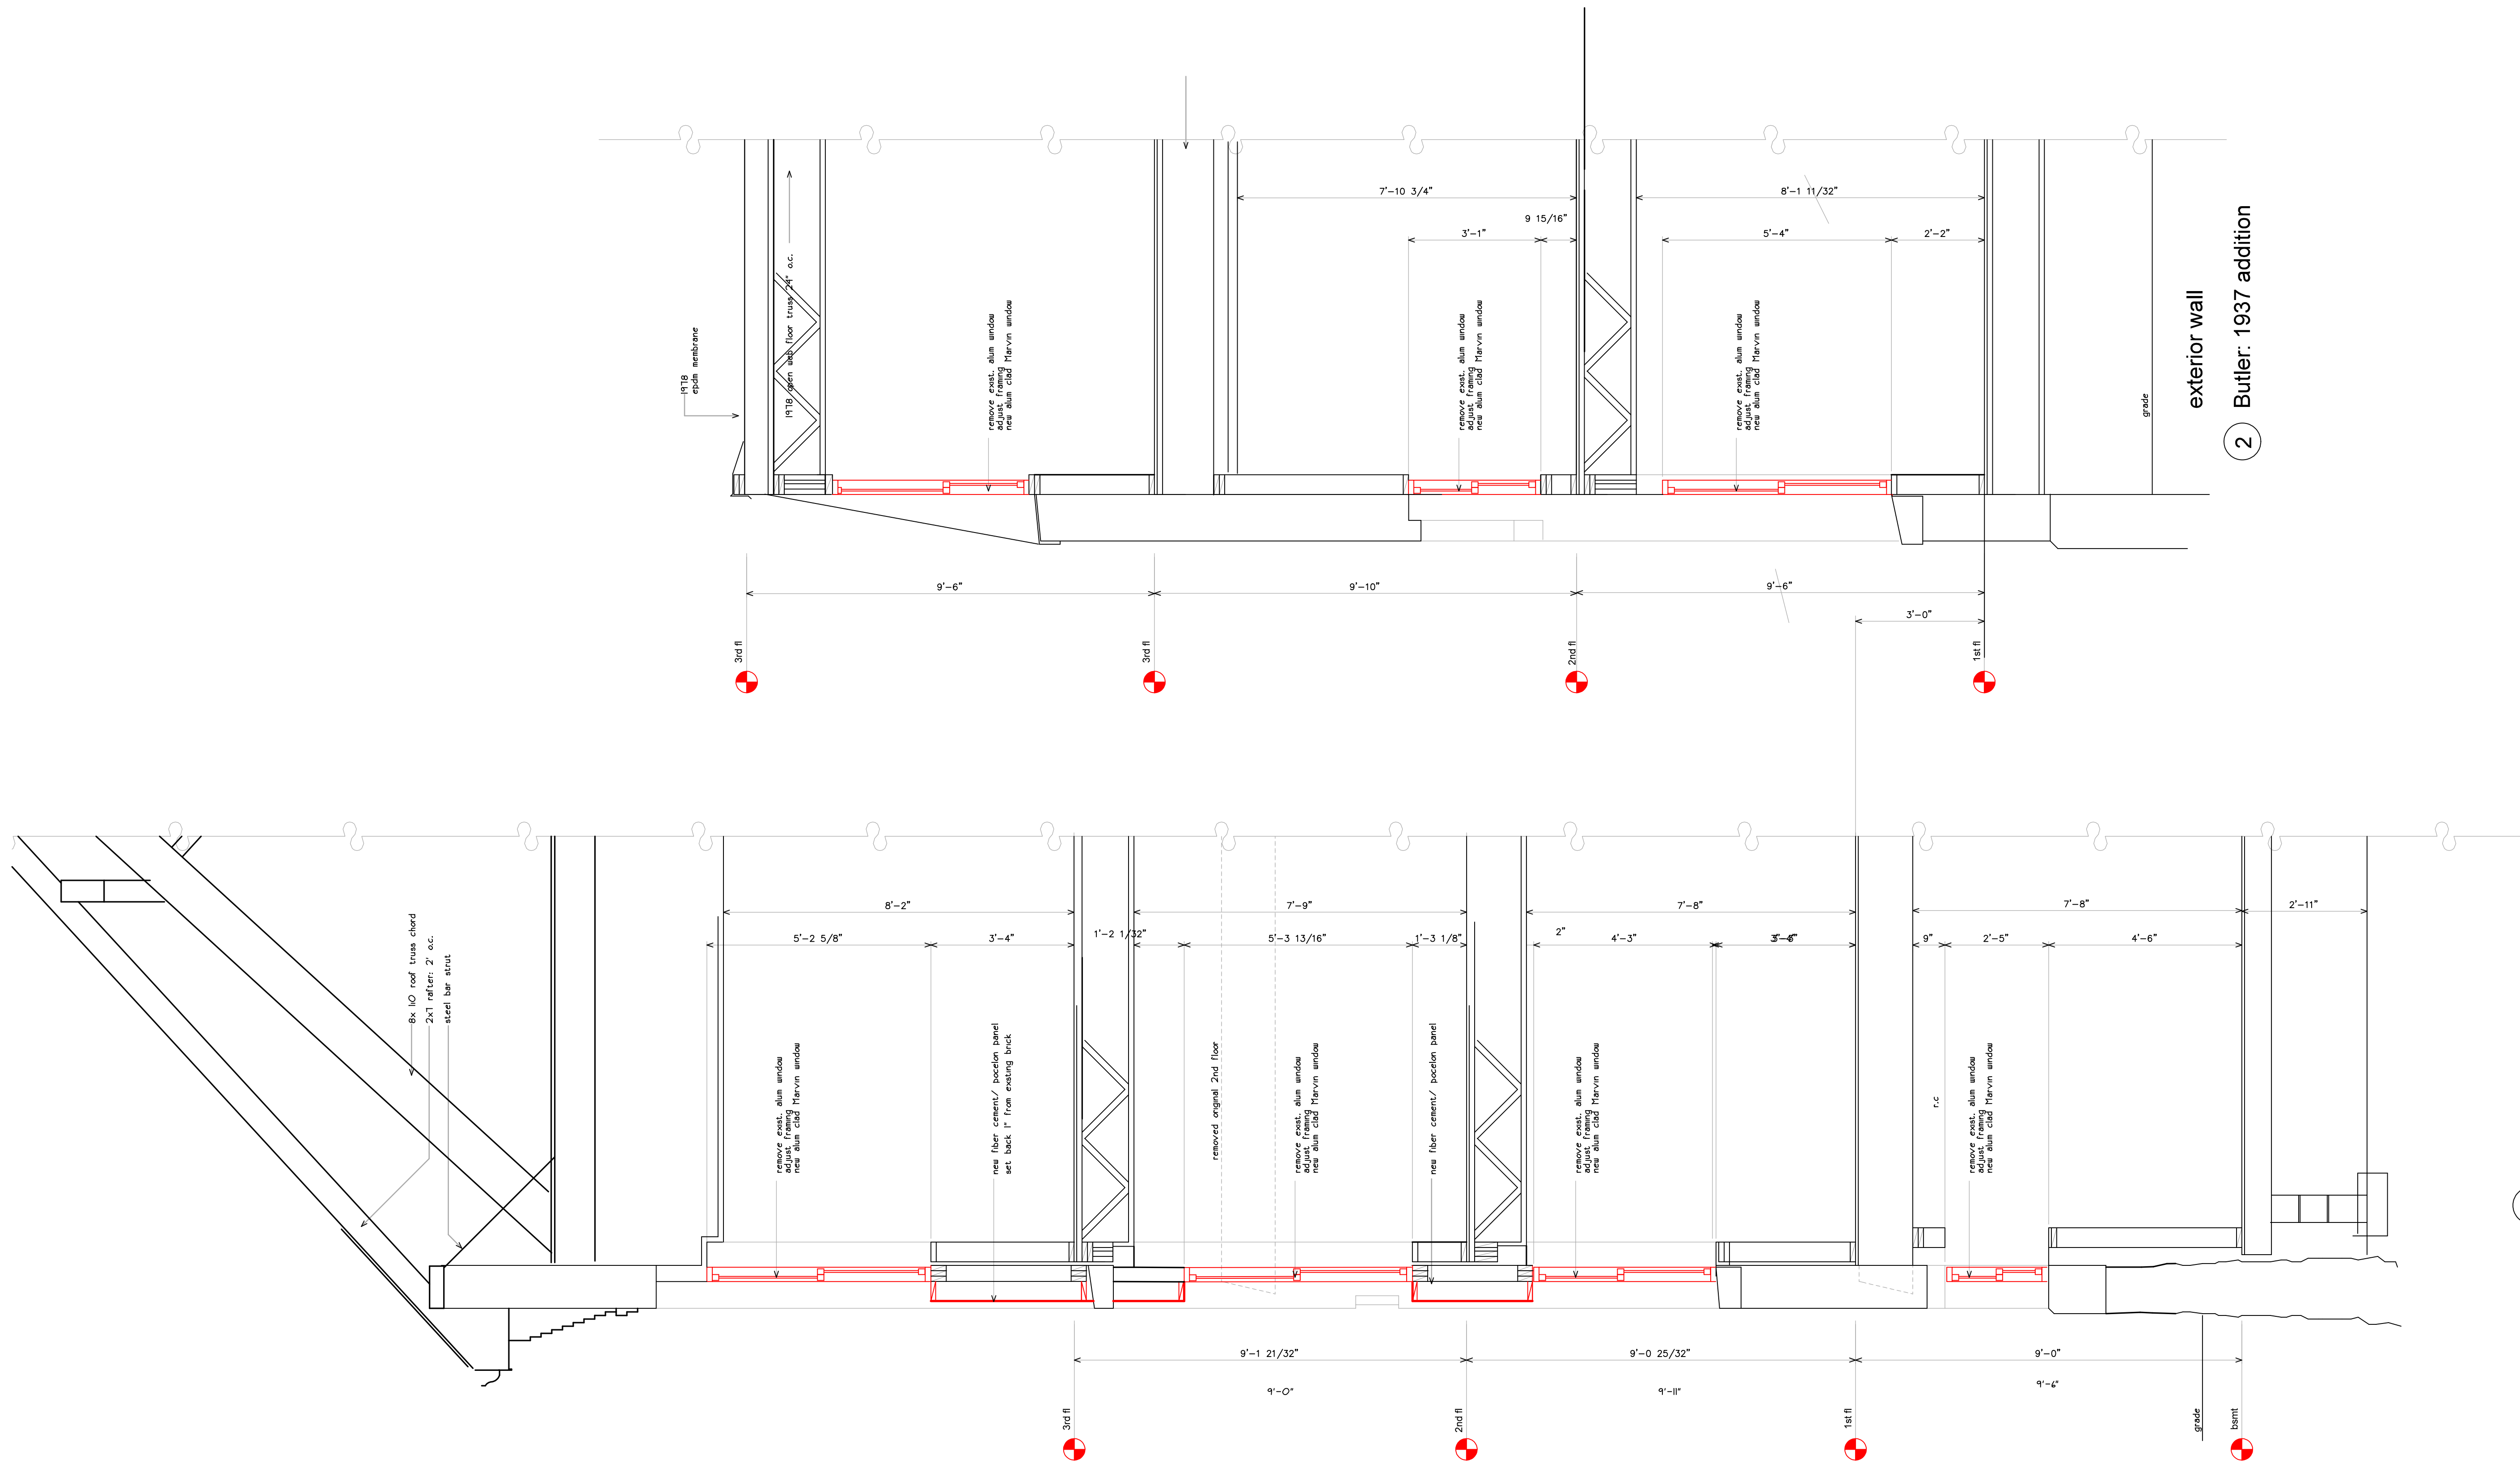 7'-10 3/4"
8'-1 11/32"
9 15/16"
3'-1"
5'-4"
2'-2"
1978
epdm membrane
1978 open web floor truss 24" o.c.
remove exist. alum window
adjust framing
new alum clad Marvin window
remove exist. alum window
adjust framing
new alum clad Marvin window
remove exist. alum window
adjust framing
new alum clad Marvin window
grade
exterior wall
2 Butler: 1937 addition
9'-6"
9'-10"
9'-6"
3'-0"
3rd fl
3rd fl
2nd fl
1st fl
8'-2"
7'-9"
7'-8"
7'-8"
2'-11"
5'-2 5/8"
3'-4"
1'-2 1/32"
5'-3 13/16"
1'-3 1/8"
2"
4'-3"
9"
2'-5"
4'-6"
8x 10 roof truss chord
2x7 rafter: 2' o.c.
steel bar strut
remove exist. alum window
adjust framing
new alum clad Marvin window
new fiber cement/ pocelon panel
set back 1" from existing brick
removed original 2nd floor
remove exist. alum window
adjust framing
new alum clad Marvin window
new fiber cement/ pocelon panel
remove exist. alum window
adjust framing
new alum clad Marvin window
r.c
remove exist. alum window
adjust framing
new alum clad Marvin window
9'-1 21/32"
9'-0 25/32"
9'-0"
9'-0"
9'-11"
9'-6"
3rd fl
2nd fl
1st fl
grade
bsmt